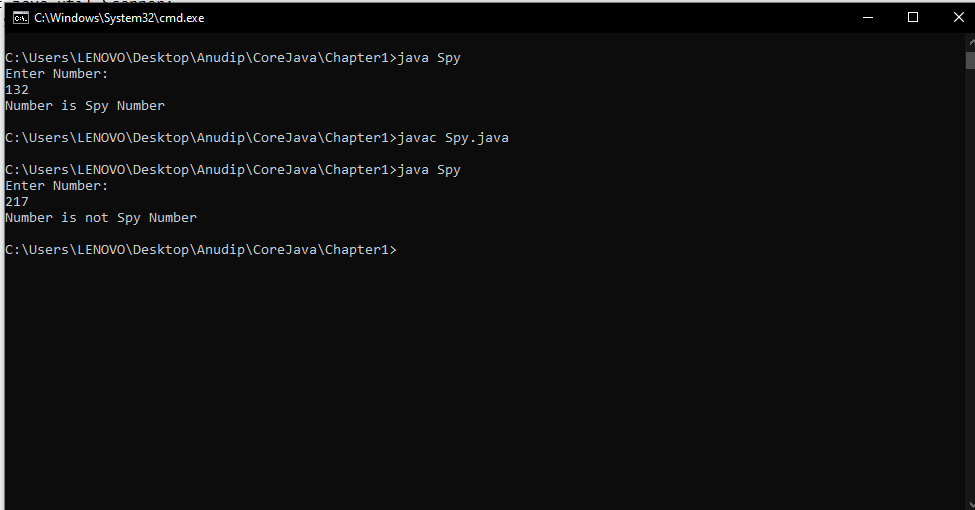 C:\Windows\System32\cmd.exe
C:\Users\LENOVO\Desktop\Anudip\CoreJava\Chapter1>java Spy
Enter Number:
132
Number is Spy Number
C:\Users\LENOVO\Desktop\Anudip\CoreJava\Chapter1>javac Spy.java
C:\Users\LENOVO\Desktop\Anudip\CoreJava\Chapter1>java Spy
Enter Number:
217
Number is not Spy Number
C:\Users\LENOVO\Desktop\Anudip\CoreJava\Chapter1>